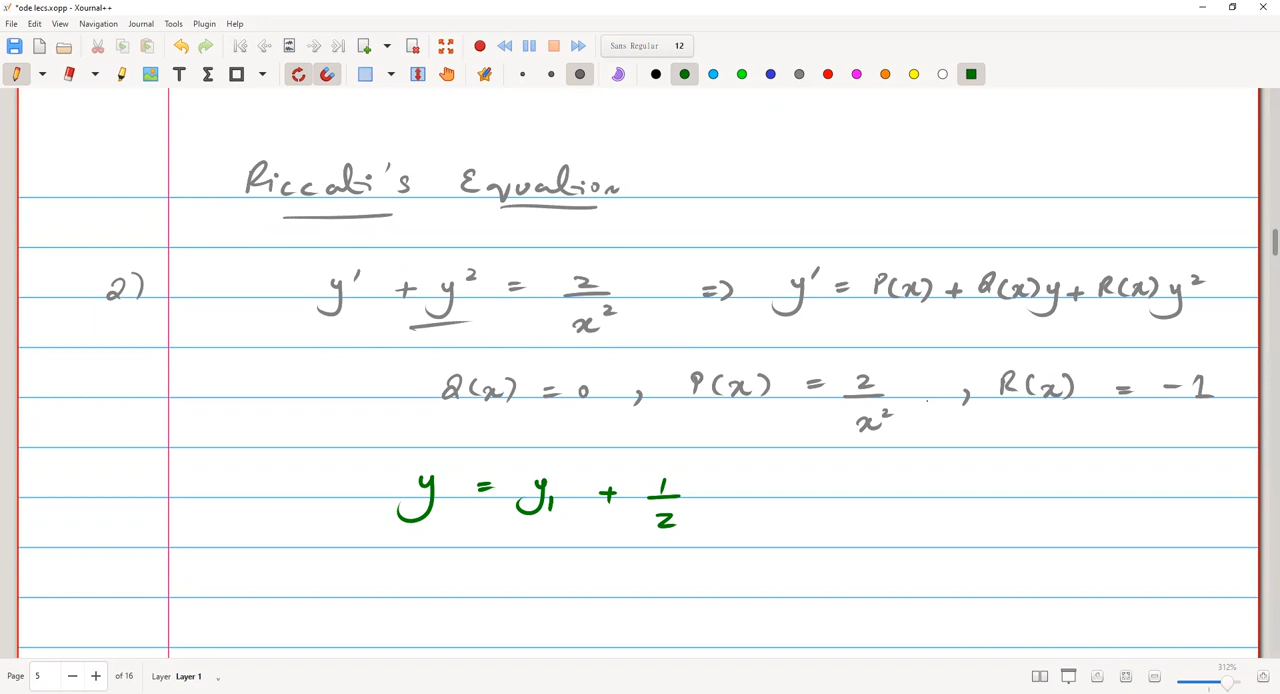 *ode lecs.xopp - Xournal++
File Edit View Navigation Journal Tools Plugin Help
Sans Regular 12
Riccati's Equation
2) y' + y² = 2/x² => y' = P(x) + Q(x)y + R(x)y²
Q(x) = 0 , P(x) = 2/x² , R(x) = -1
y = y₁ + 1/z
Page 5 of 16 Layer Layer 1 312%